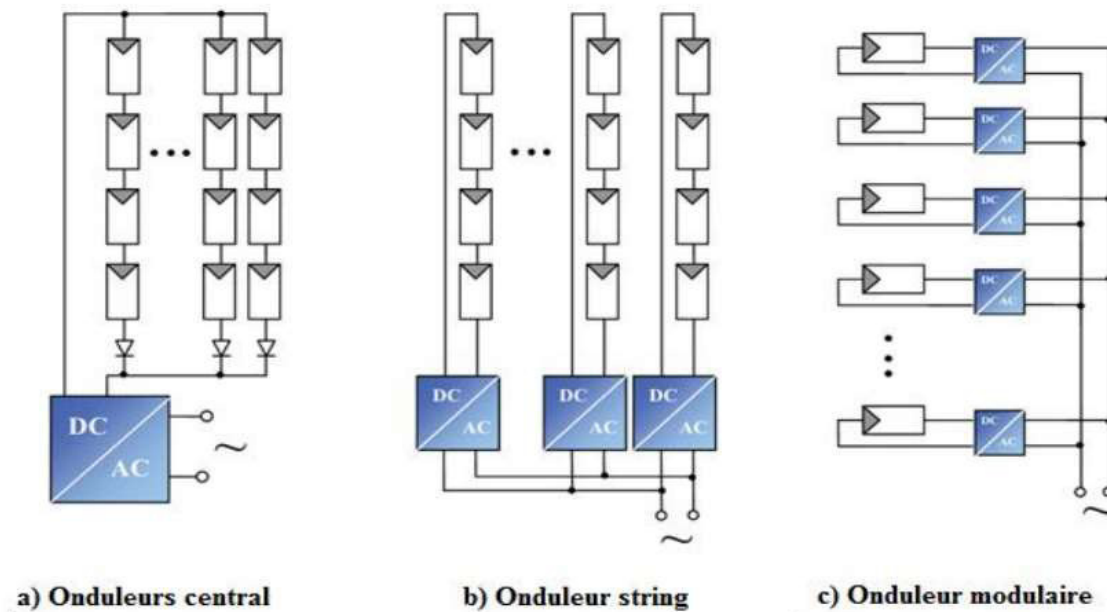 DC
AC
DC
AC
DC
AC
DC
AC
DC
AC
DC
AC
DC
AC
DC
AC
DC
AC
~
~
~
a) Onduleurs central
b) Onduleur string
c) Onduleur modulaire